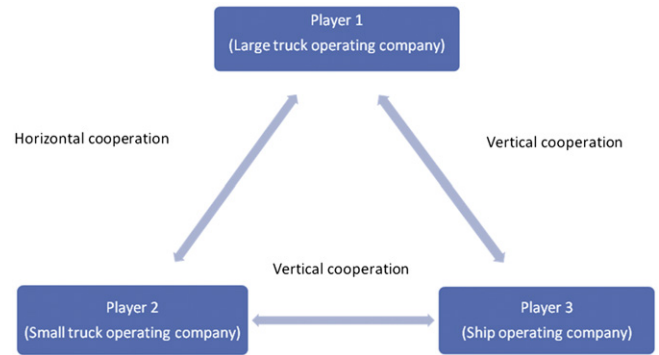 Player 1
(Large truck operating company)
Horizontal cooperation
Vertical cooperation
Vertical cooperation
Player 2
(Small truck operating company)
Player 3
(Ship operating company)